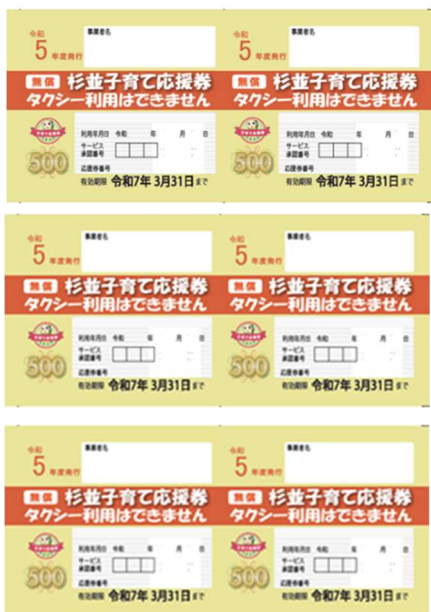 令和 事業者名 令和 事業者名
5年度発行 5年度発行
無償 杉並子育て応援券 無償 杉並子育て応援券
タクシー利用はできません タクシー利用はできません
利用年月日 令和 年 月 日 利用年月日 令和 年 月 日
サービス サービス
500 承認番号 500 承認番号
応援券番号 応援券番号
有効期限 令和7年 3月31日まで 有効期限 令和7年 3月31日まで
令和 事業者名 令和 事業者名
5年度発行 5年度発行
無償 杉並子育て応援券 無償 杉並子育て応援券
タクシー利用はできません タクシー利用はできません
利用年月日 令和 年 月 日 利用年月日 令和 年 月 日
サービス サービス
500 承認番号 500 承認番号
応援券番号 応援券番号
有効期限 令和7年 3月31日まで 有効期限 令和7年 3月31日まで
令和 事業者名 令和 事業者名
5年度発行 5年度発行
無償 杉並子育て応援券 無償 杉並子育て応援券
タクシー利用はできません タクシー利用はできません
利用年月日 令和 年 月 日 利用年月日 令和 年 月 日
サービス サービス
500 承認番号 500 承認番号
応援券番号 応援券番号
有効期限 令和7年 3月31日まで 有効期限 令和7年 3月31日まで